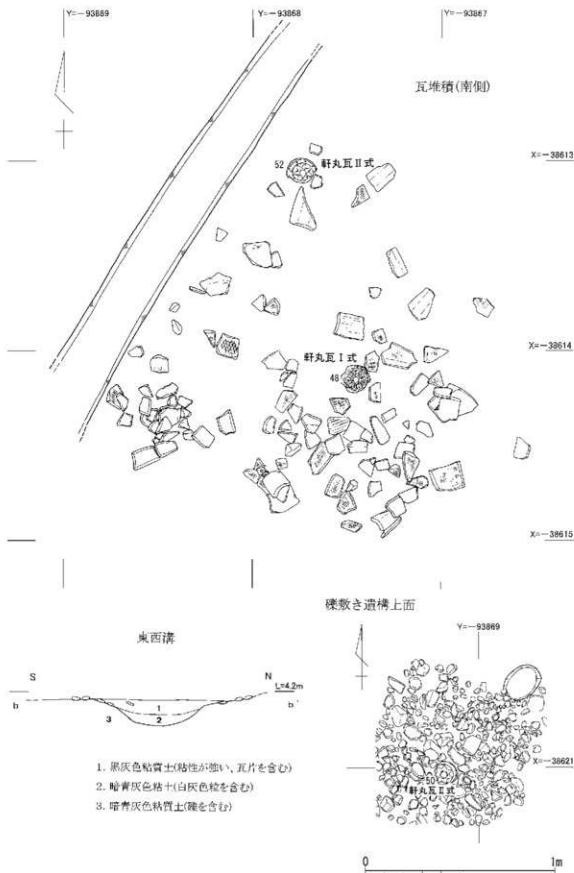 Y=-93869
Y=-93868
Y=-93867
瓦堆積(南側)
X=-38613
52
軒丸瓦Ⅱ式
軒丸瓦Ⅰ式
48
X=-38614
X=-38615
礫敷き遺構上面
Y=-93869
東西溝
S
N
L=4.2m
b
b'
1
2
3
X=-38621
50
軒丸瓦Ⅱ式
1. 黒灰色粘質土(粘性が強い、瓦片を含む)
2. 暗青灰色粘土(白灰色粒を含む)
3. 暗青灰色粘質土(礫を含む)
0
1m